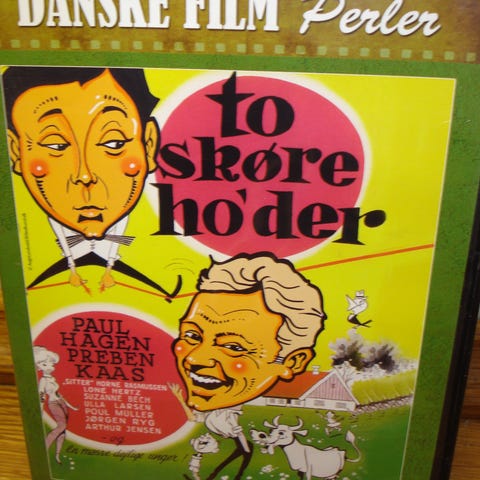 DANSKE FILM Perler
to
skøre
ho'der
PAUL
HAGEN
PREBEN
KAAS
"SITTER" HORNE RASMUSSEN
LONE HERTZ
SUZANNE BECH
ULLA LARSEN
POUL MÜLLER
JØRGEN RYG
ARTHUR JENSEN
- og
En masse dejlige unger!